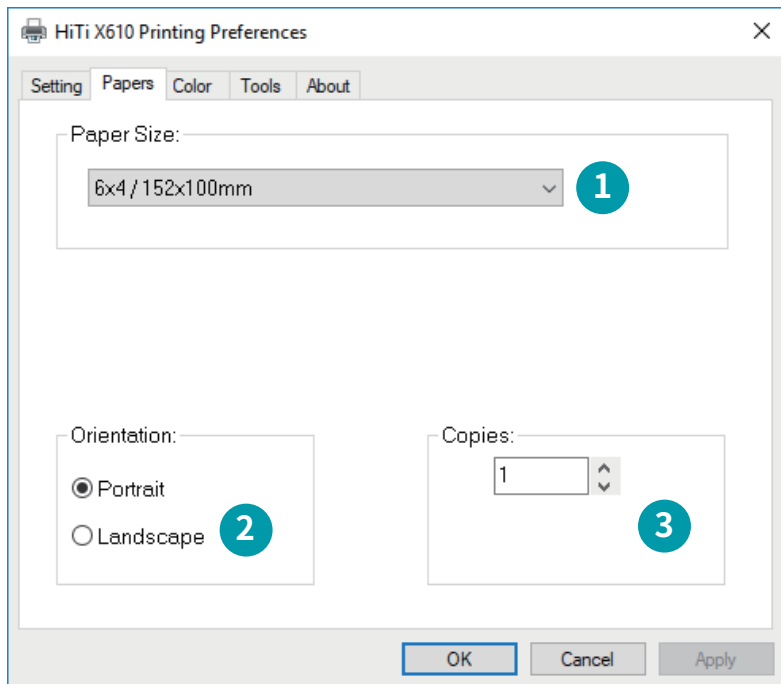 HiTi X610 Printing Preferences
Setting Papers Color Tools About
Paper Size:
6x4 / 152x100mm
1
Orientation:
Portrait
Landscape
2
Copies:
1
3
OK Cancel Apply